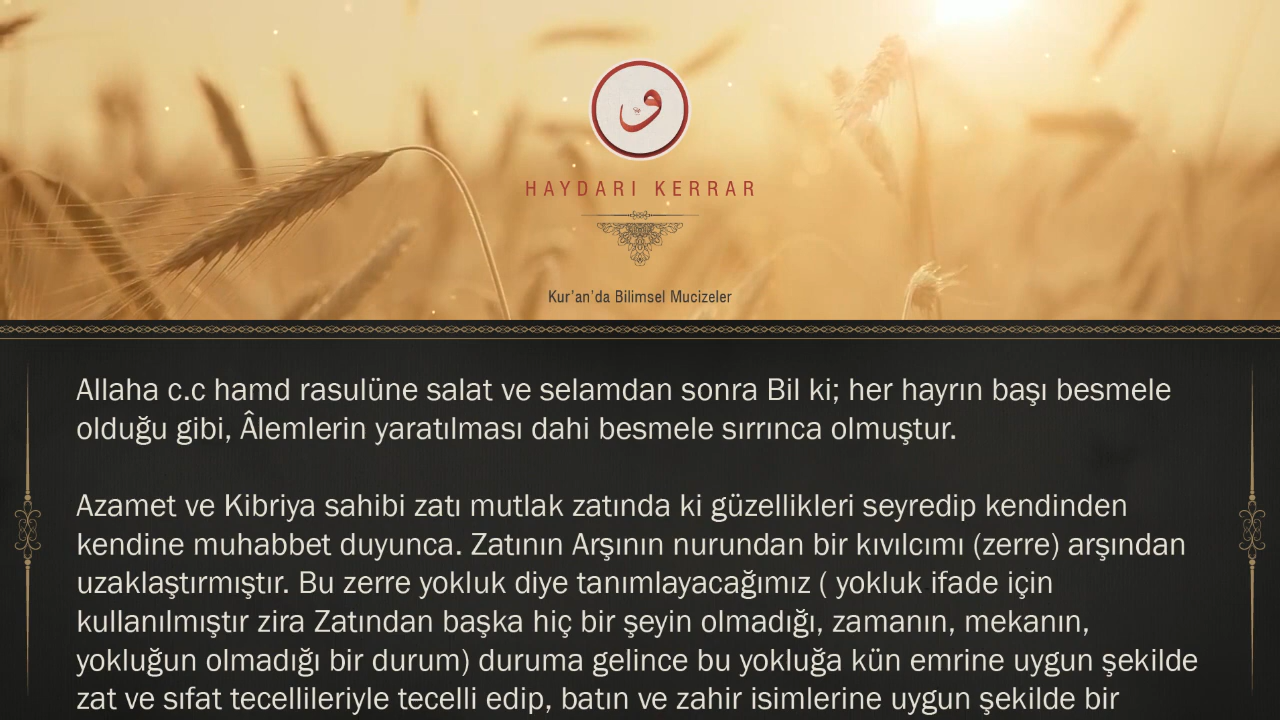 و
HAYDARI KERRAR
Kur'an'da Bilimsel Mucizeler
Allaha c.c hamd rasulüne salat ve selamdan sonra Bil ki; her hayrın başı besmele
olduğu gibi, Âlemlerin yaratılması dahi besmele sırrınca olmuştur.
Azamet ve Kibriya sahibi zatı mutlak zatında ki güzellikleri seyredip kendinden
kendine muhabbet duyunca. Zatının Arşının nurundan bir kıvılcımı (zerre) arşından
uzaklaştırmıştır. Bu zerre yokluk diye tanımlayacağımız ( yokluk ifade için
kullanılmıştır zira Zatından başka hiç bir şeyin olmadığı, zamanın, mekanın,
yokluğun olmadığı bir durum) duruma gelince bu yokluğa kün emrine uygun şekilde
zat ve sıfat tecellileriyle tecelli edip, batın ve zahir isimlerine uygun şekilde bir